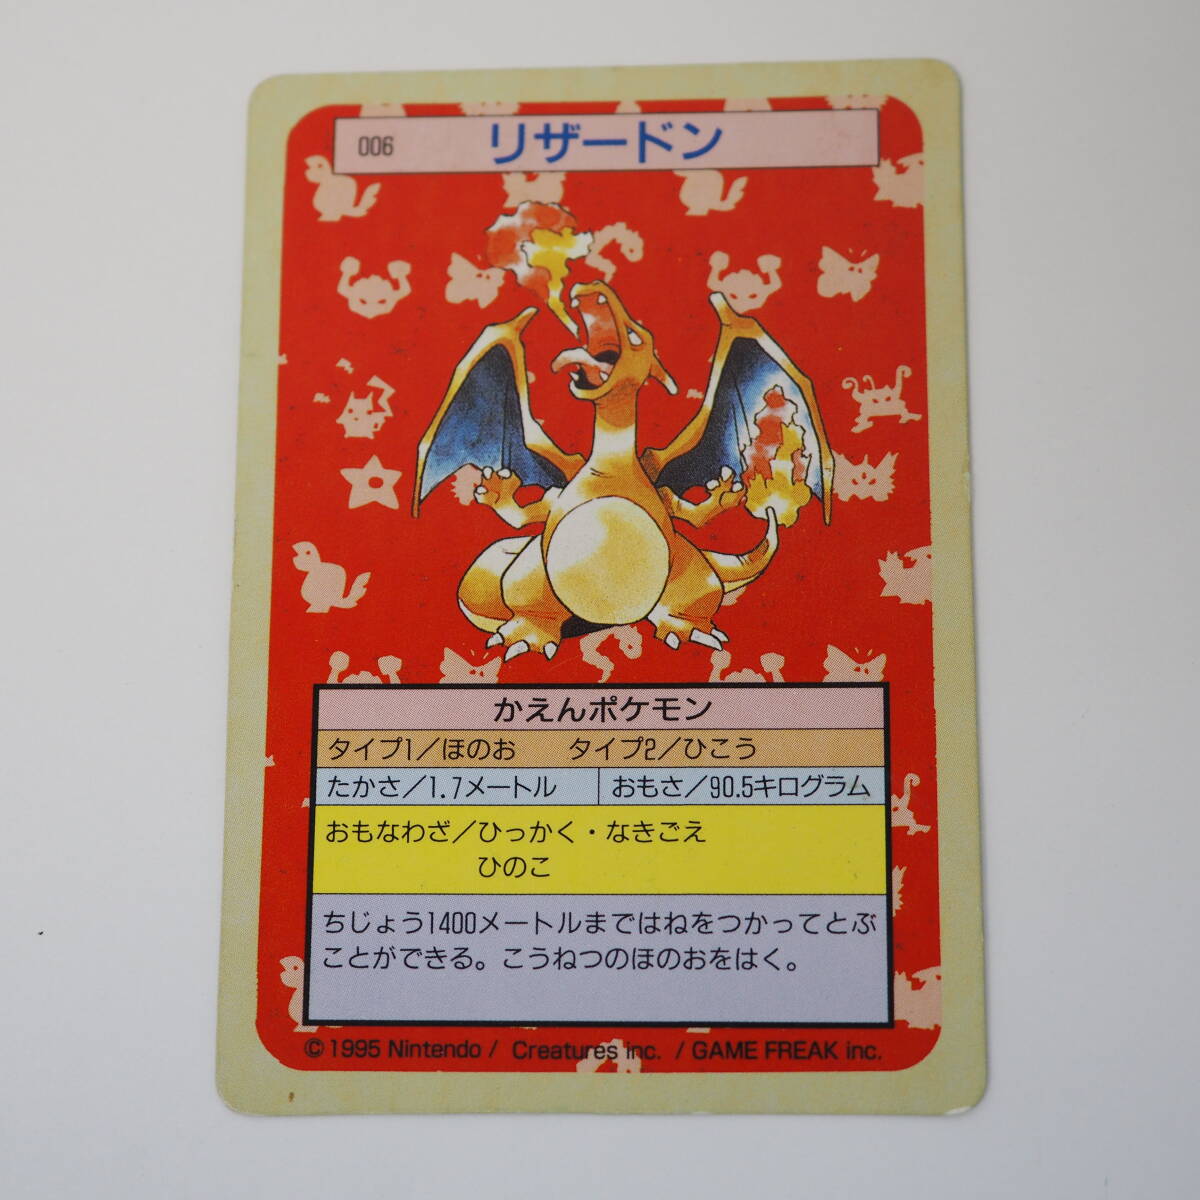 006 リザードン
かえんポケモン
タイプ1／ほのお タイプ2／ひこう
たかさ／1.7メートル おもさ／90.5キログラム
おもなわざ／ひっかく・なきごえ
ひのこ
ちじょう1400メートルまではねをつかってとぶ
ことができる。こうねつのほのおをはく。
© 1995 Nintendo / Creatures inc. / GAME FREAK inc.